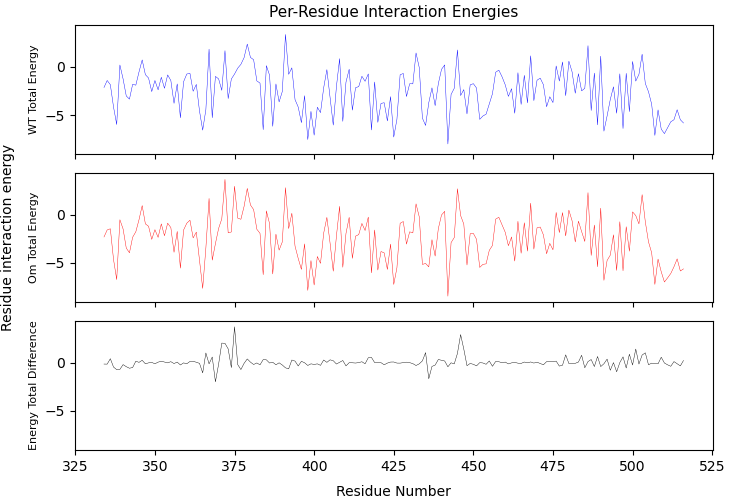 Per-Residue Interaction Energies
Residue interaction energy
WT Total Energy
0
−5
Om Total Energy
0
−5
Energy Total Difference
0
−5
325 350 375 400 425 450 475 500 525
Residue Number